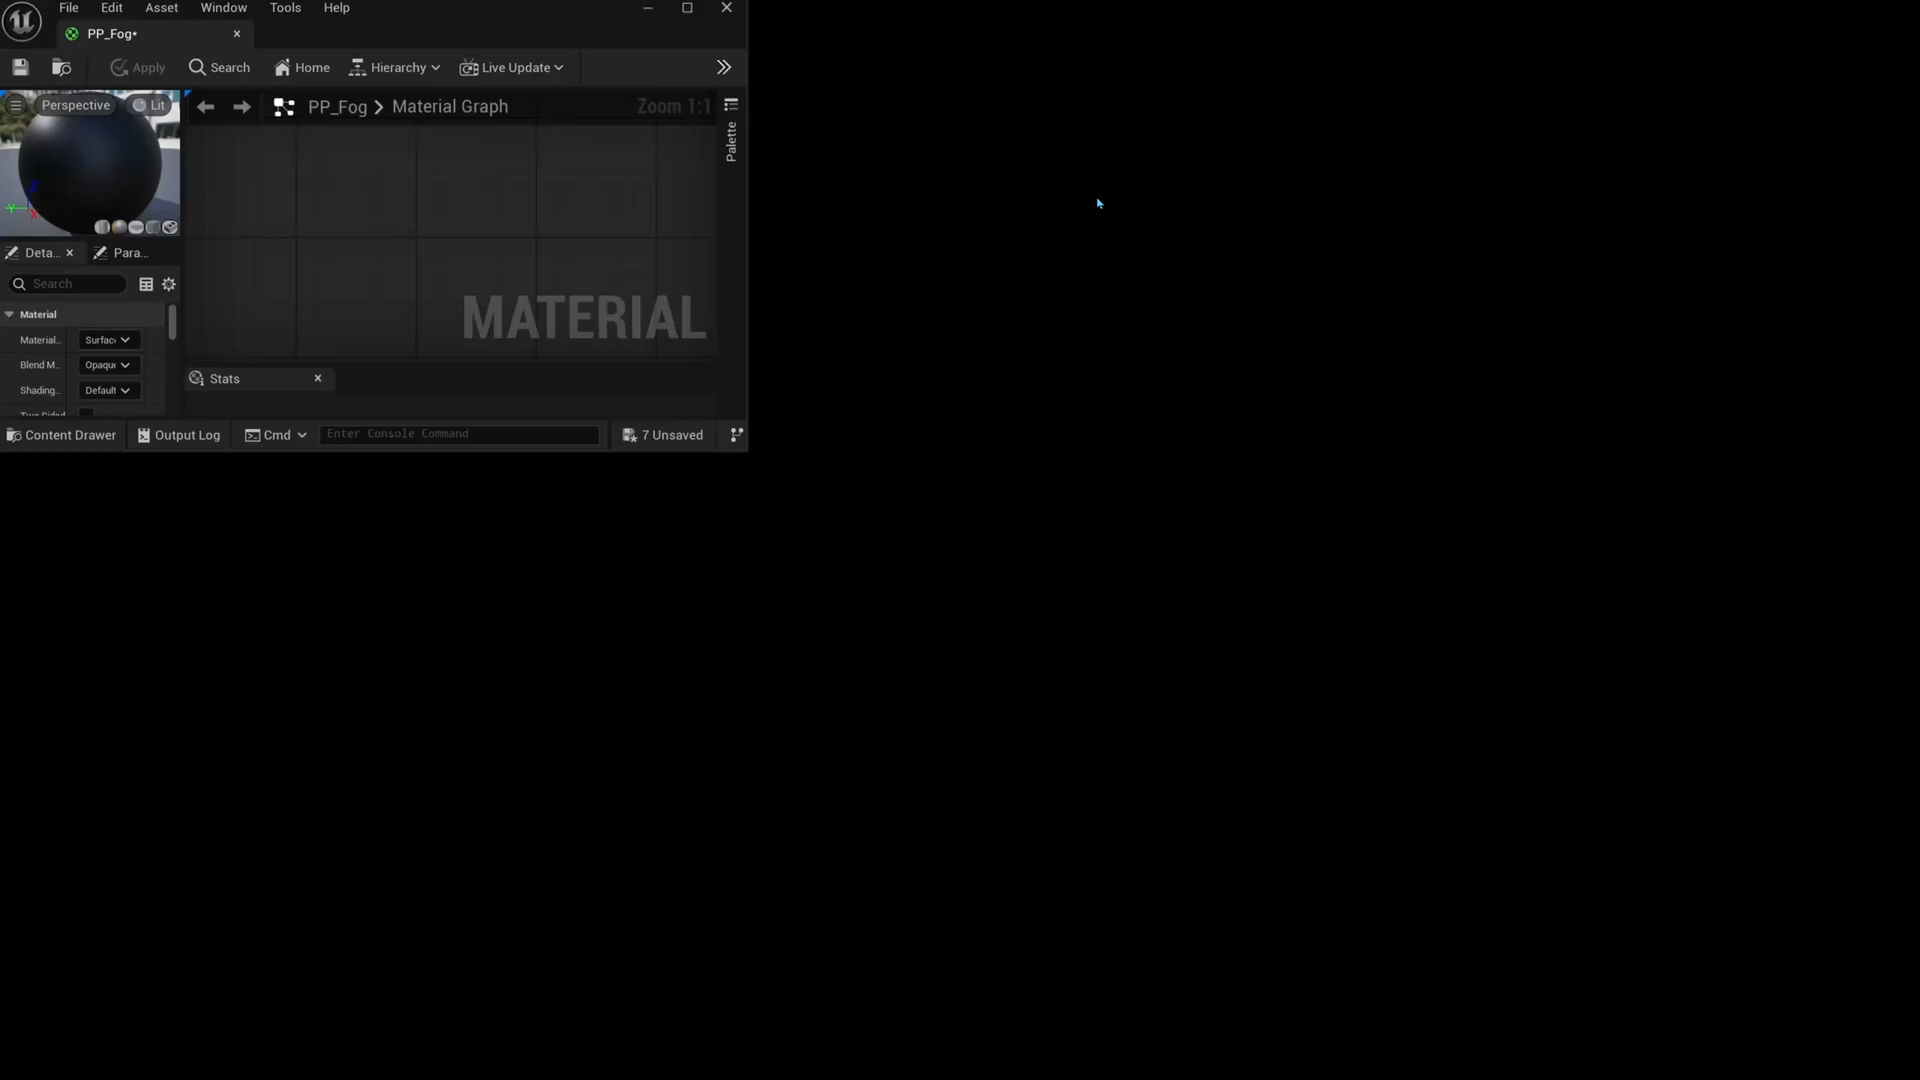 File Edit Asset Window Tools Help
PP_Fog•
Apply Search Home Hierarchy Live Update
Perspective Lit
PP_Fog > Material Graph Zoom 1:1
Palette
Z
Y X
Deta... Para...
Search
Material
Material... Surfac
Blend M... Opaqu
Shading... Default
Two Sided
MATERIAL
Stats
Content Drawer Output Log Cmd Enter Console Command 7 Unsaved